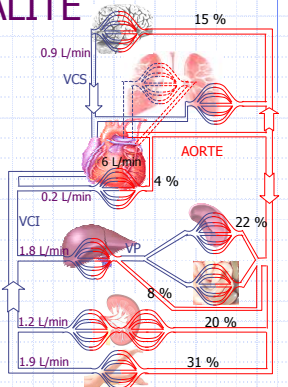 ALITE
15 %
0.9 L/min
VCS
AORTE
6 L/min
4 %
0.2 L/min
VCI
22 %
1.8 L/min
VP
8 %
1.2 L/min
20 %
1.9 L/min
31 %